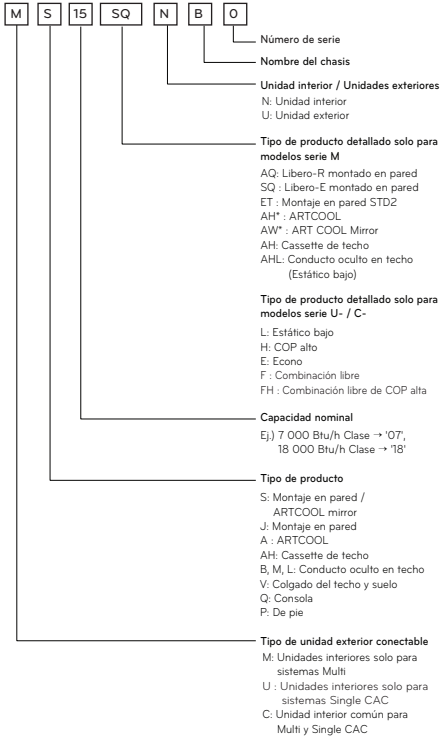 M S 15 SQ N B 0
Número de serie
Nombre del chasis
Unidad interior / Unidades exteriores
N: Unidad interior
U: Unidad exterior
Tipo de producto detallado solo para
modelos serie M
AQ: Libero-R montado en pared
SQ : Libero-E montado en pared
ET : Montaje en pared STD2
AH* : ARTCOOL
AW* : ART COOL Mirror
AH: Cassette de techo
AHL: Conducto oculto en techo
(Estático bajo)
Tipo de producto detallado solo para
modelos serie U- / C-
L: Estático bajo
H: COP alto
E: Econo
F : Combinación libre
FH : Combinación libre de COP alta
Capacidad nominal
Ej.) 7 000 Btu/h Clase → '07',
18 000 Btu/h Clase → '18'
Tipo de producto
S: Montaje en pared /
ARTCOOL mirror
J: Montaje en pared
A : ARTCOOL
AH: Cassette de techo
B, M, L: Conducto oculto en techo
V: Colgado del techo y suelo
Q: Consola
P: De pie
Tipo de unidad exterior conectable
M: Unidades interiores solo para
sistemas Multi
U : Unidades interiores solo para
sistemas Single CAC
C: Unidad interior común para
Multi y Single CAC